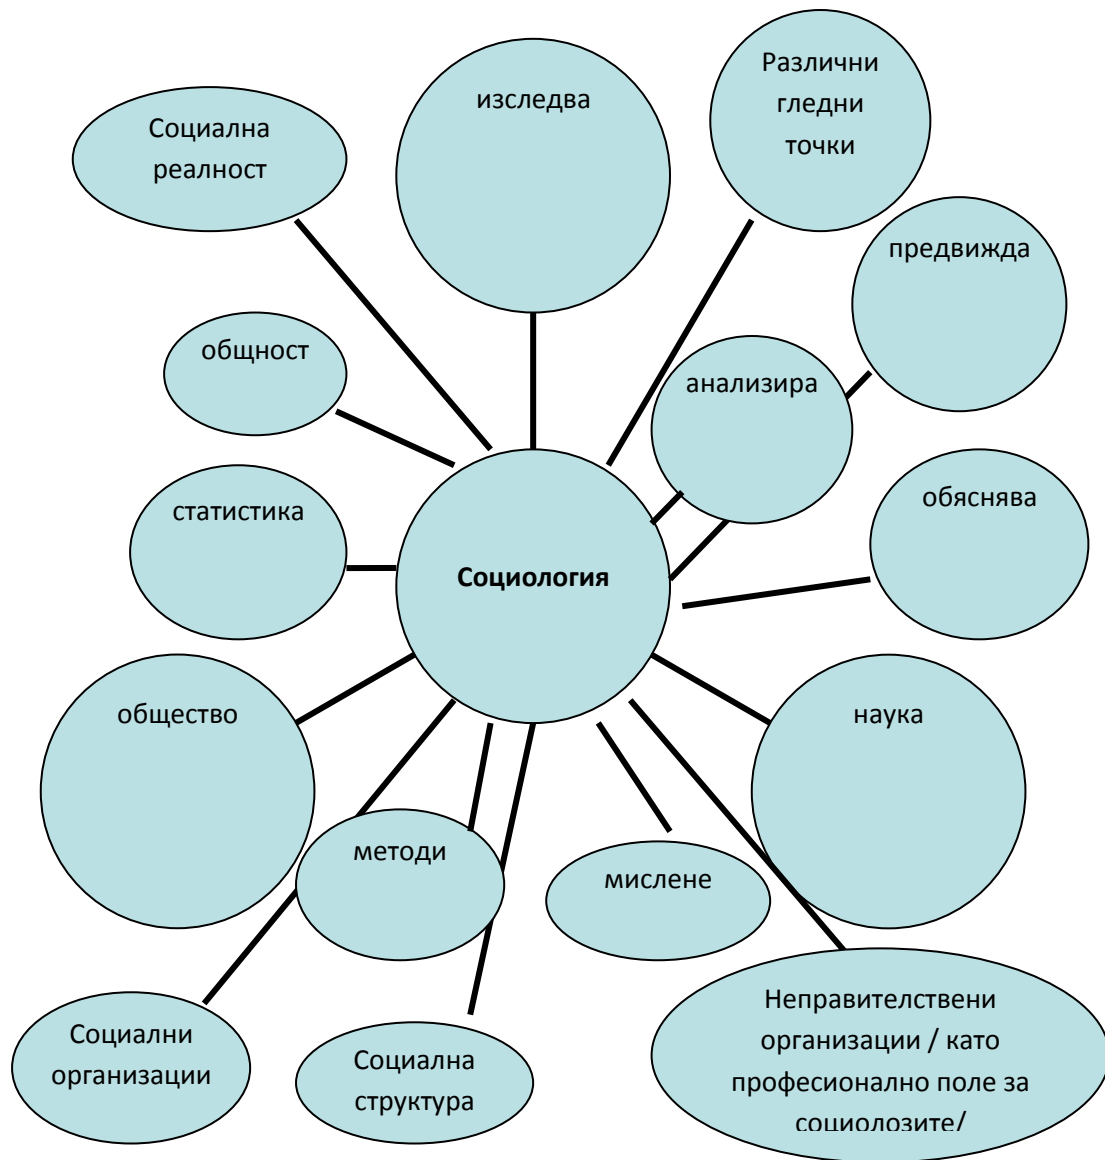 Социална
реалност
изследва
Различни
гледни
точки
предвижда
общност
анализира
статистика
обяснява
Социология
общество
наука
методи
мислене
Социални
организации
Социална
структура
Неправителствени
организации / като
професионално поле за
социолозите/